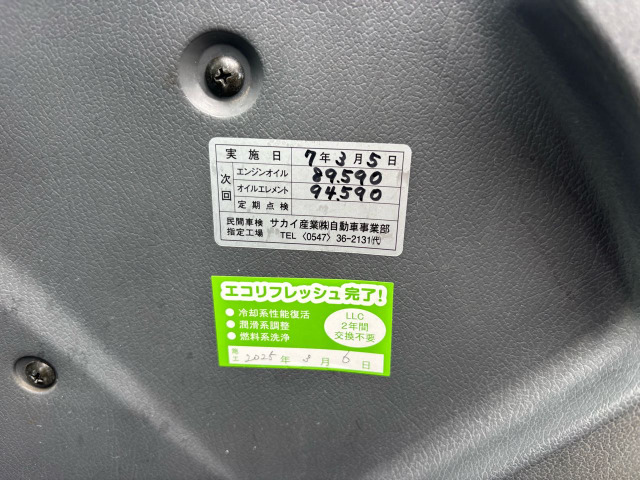 実施日 7年3月5日
次回
エンジンオイル 89.590
オイルエレメント 94.590
定期点検
民間車検 サカイ産業㈱自動車事業部
指定工場 TEL〈0547〉36-2131㈹
エコリフレッシュ完了!
●冷却系性能復活
●潤滑系調整
●燃料系洗浄
LLC
2年間
交換不要
施工 2025年3月6日